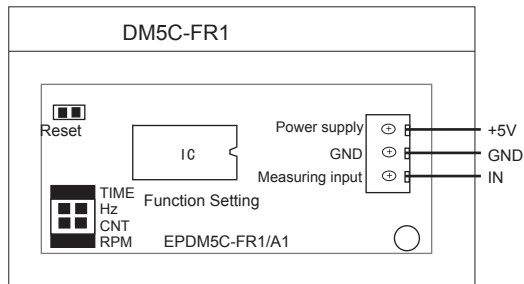 DM5C-FR1
Reset
IC
Power supply
+5V
GND
GND
Measuring input
IN
TIME
Hz
CNT
RPM
Function Setting
EPDM5C-FR1/A1